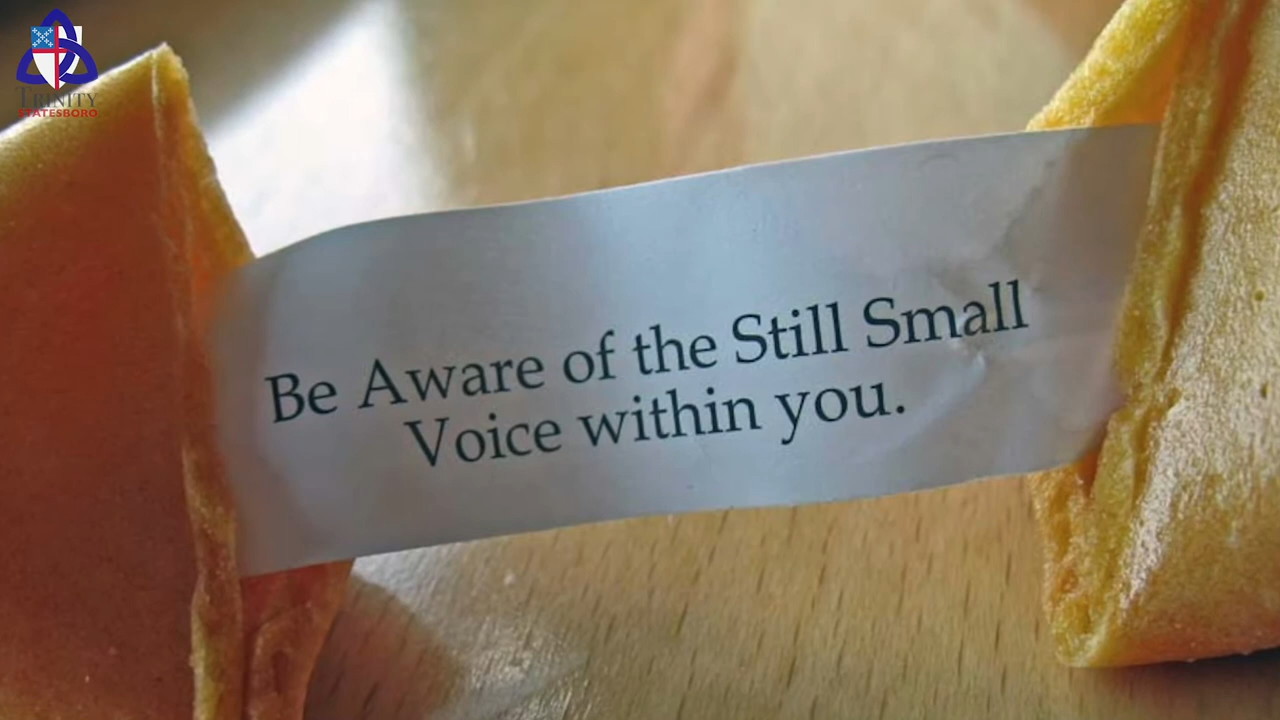 TRINITY
STATESBORO
Be Aware of the Still Small
Voice within you.